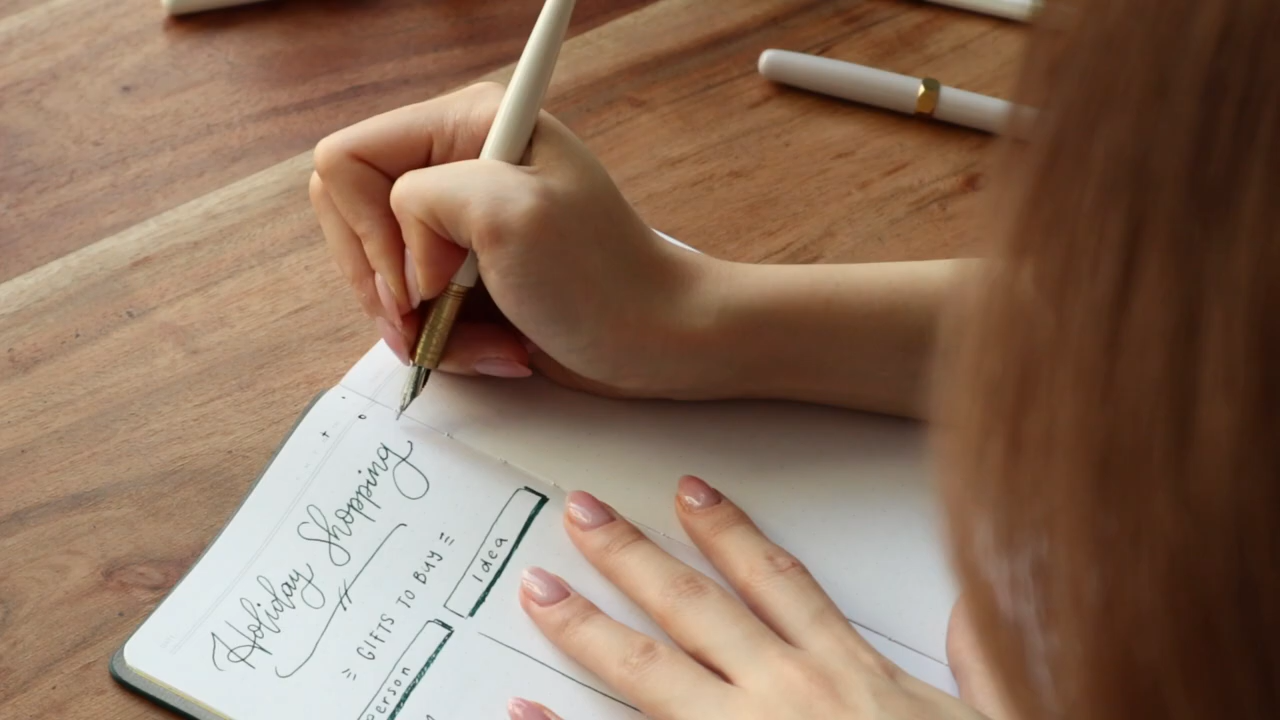 Holiday Shopping
= GIFTS TO BUY =
Idea